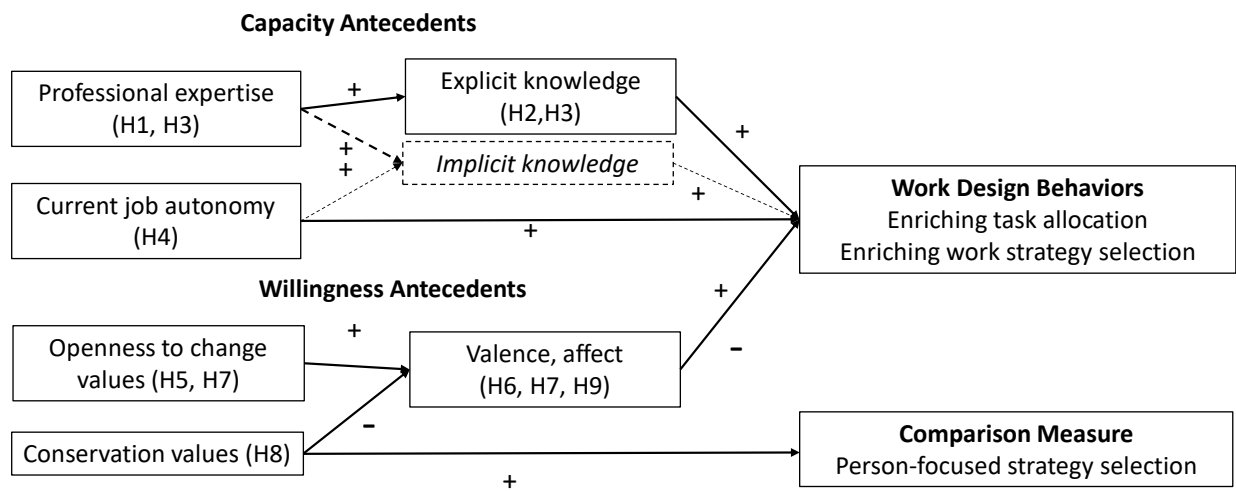 Capacity Antecedents
Professional expertise
(H1, H3)
+
Explicit knowledge
(H2,H3)
+
+
+
Implicit knowledge
+
Current job autonomy
(H4)
+
Work Design Behaviors
Enriching task allocation
Enriching work strategy selection
Willingness Antecedents
+
Openness to change
values (H5, H7)
+
Valence, affect
(H6, H7, H9)
-
-
Conservation values (H8)
+
Comparison Measure
Person-focused strategy selection